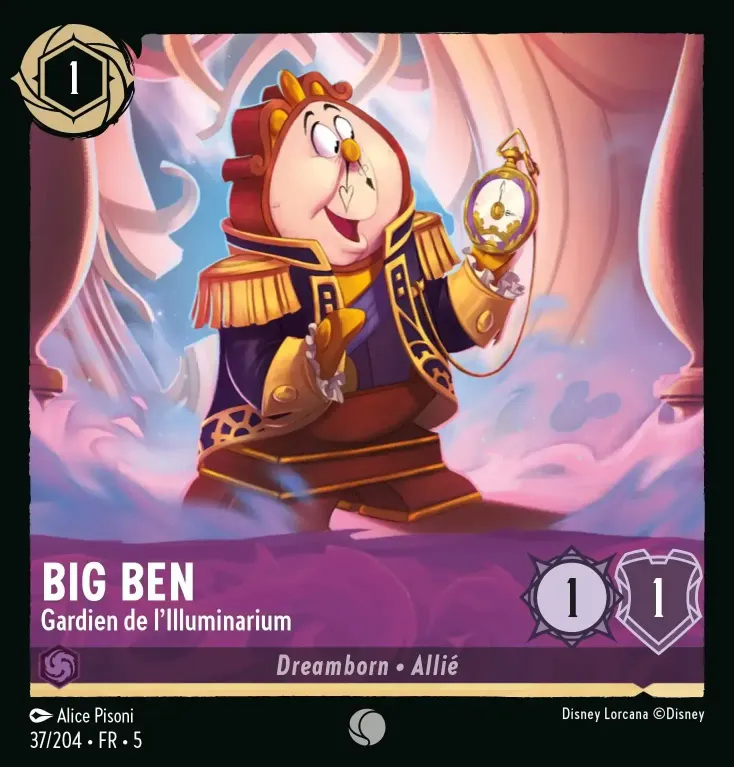 1
BIG BEN
Gardien de l'Illuminarium
1 1
Dreamborn • Allié
Alice Pisoni
Disney Lorcana ©Disney
37/204 • FR • 5